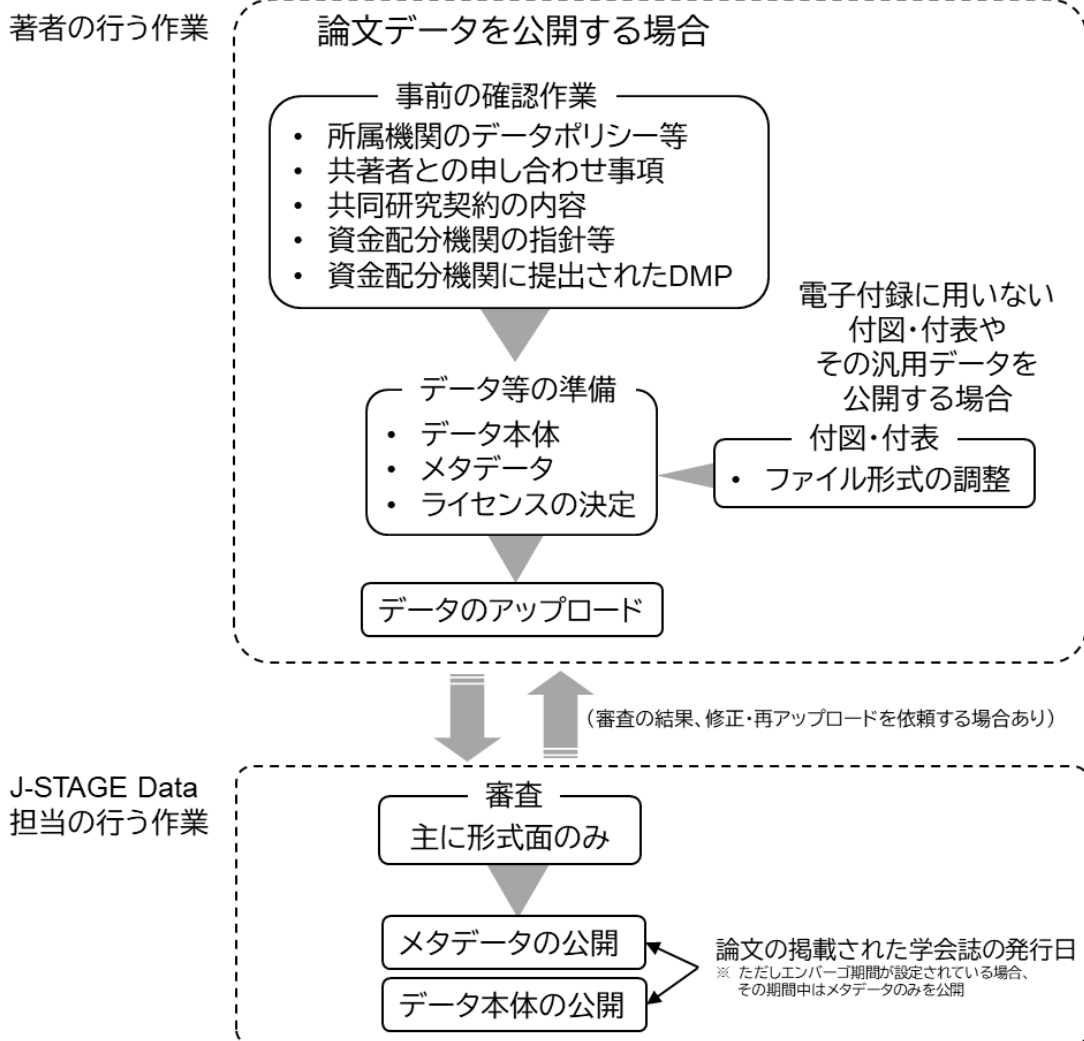 著者の行う作業
論文データを公開する場合
事前の確認作業
• 所属機関のデータポリシー等
• 共著者との申し合わせ事項
• 共同研究契約の内容
• 資金配分機関の指針等
• 資金配分機関に提出されたDMP
電子付録に用いない
付図・付表や
その汎用データを
公開する場合
データ等の準備
• データ本体
• メタデータ
• ライセンスの決定
付図・付表
• ファイル形式の調整
データのアップロード
（審査の結果、修正・再アップロードを依頼する場合あり）
J-STAGE Data
担当の行う作業
審査
主に形式面のみ
メタデータの公開
データ本体の公開
論文の掲載された学会誌の発行日
※ ただしエンバーゴ期間が設定されている場合、
その期間中はメタデータのみを公開